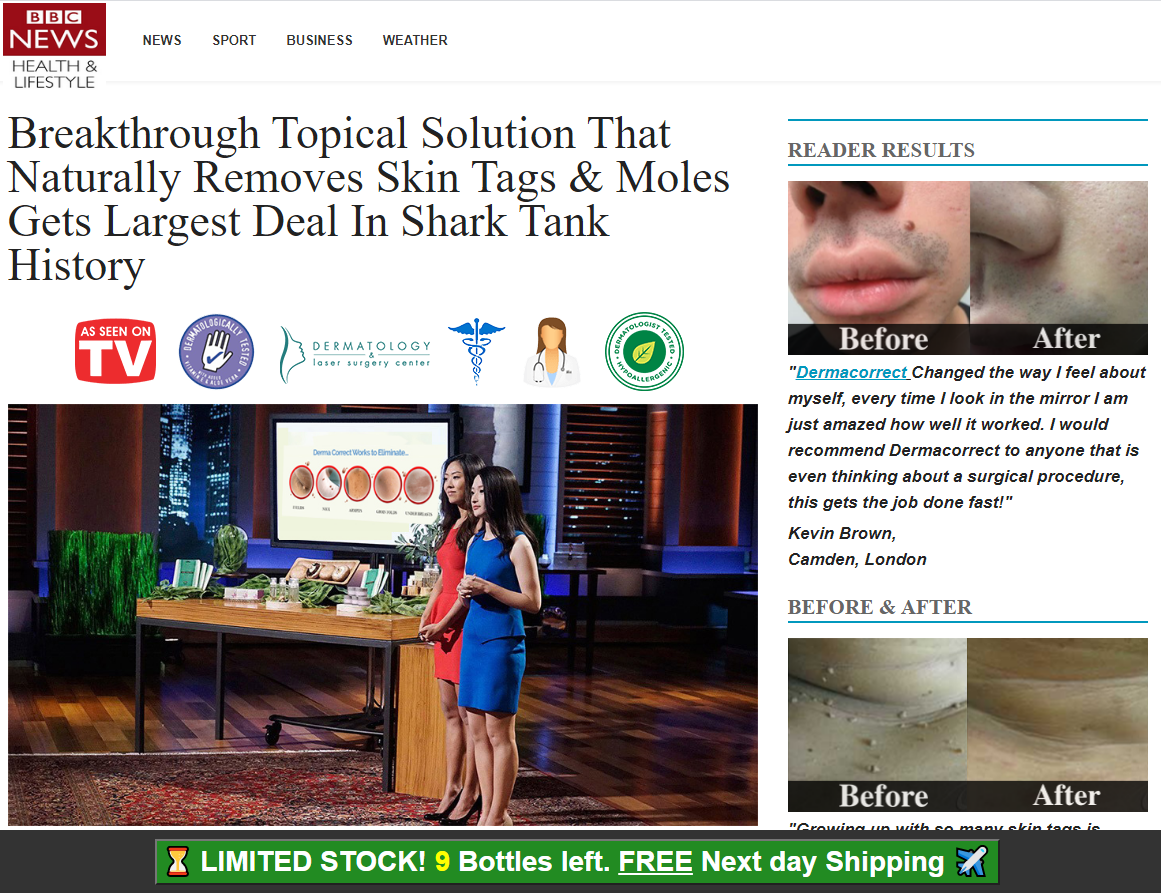 BBC
NEWS
HEALTH &
LIFESTYLE
NEWS SPORT BUSINESS WEATHER
Breakthrough Topical Solution That
Naturally Removes Skin Tags & Moles
Gets Largest Deal In Shark Tank
History
AS SEEN ON
TV
DERMATOLOGICALLY TESTED
VITAMIN E & ALOE VERA
DERMATOLOGY
&
laser surgery center
DERMATOLOGIST TESTED
HYPOALLERGENIC
Derma Correct Works to Eliminate...
READER RESULTS
Before After
"Dermacorrect Changed the way I feel about
myself, every time I look in the mirror I am
just amazed how well it worked. I would
recommend Dermacorrect to anyone that is
even thinking about a surgical procedure,
this gets the job done fast!"
Kevin Brown,
Camden, London
BEFORE & AFTER
Before After
"Growing up with so many skin tags is
LIMITED STOCK! 9 Bottles left. FREE Next day Shipping